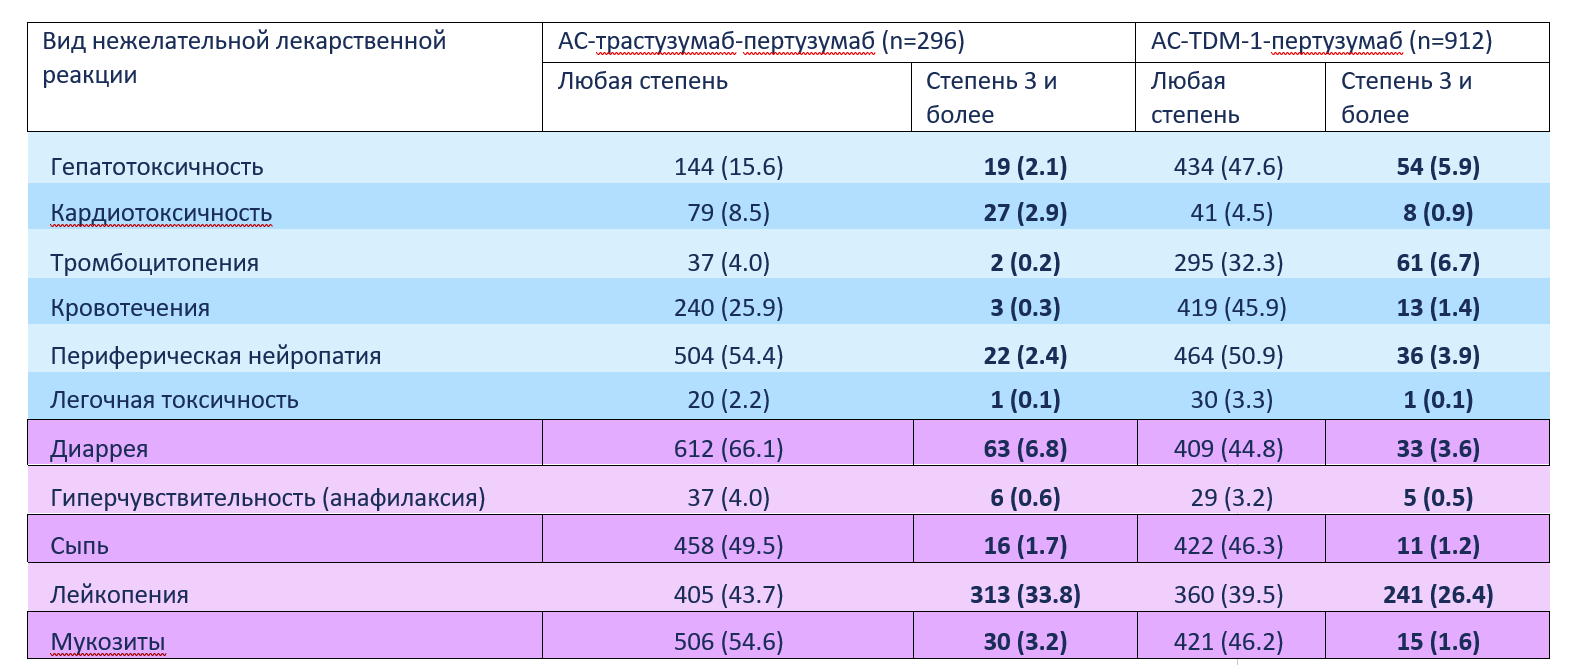 Вид нежелательной лекарственной реакции АС-трастузумаб-пертузумаб (n=296) АС-TDM-1-пертузумаб (n=912)
Любая степень Степень 3 и более Любая степень Степень 3 и более
Гепатотоксичность 144 (15.6) 19 (2.1) 434 (47.6) 54 (5.9)
Кардиотоксичность 79 (8.5) 27 (2.9) 41 (4.5) 8 (0.9)
Тромбоцитопения 37 (4.0) 2 (0.2) 295 (32.3) 61 (6.7)
Кровотечения 240 (25.9) 3 (0.3) 419 (45.9) 13 (1.4)
Периферическая нейропатия 504 (54.4) 22 (2.4) 464 (50.9) 36 (3.9)
Легочная токсичность 20 (2.2) 1 (0.1) 30 (3.3) 1 (0.1)
Диаррея 612 (66.1) 63 (6.8) 409 (44.8) 33 (3.6)
Гиперчувствительность (анафилаксия) 37 (4.0) 6 (0.6) 29 (3.2) 5 (0.5)
Сыпь 458 (49.5) 16 (1.7) 422 (46.3) 11 (1.2)
Лейкопения 405 (43.7) 313 (33.8) 360 (39.5) 241 (26.4)
Мукозиты 506 (54.6) 30 (3.2) 421 (46.2) 15 (1.6)